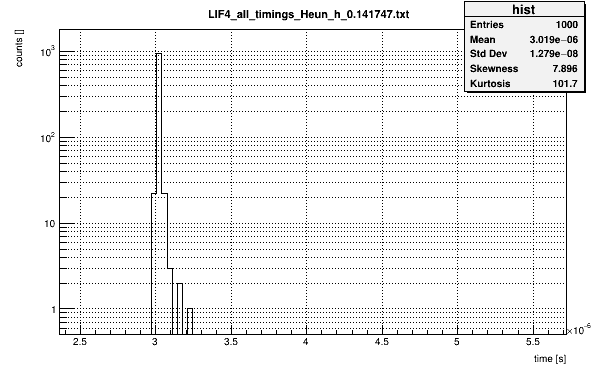 LIF4_all_timings_Heun_h_0.141747.txt
hist
Entries 1000
Mean 3.019e−06
Std Dev 1.279e−08
Skewness 7.896
Kurtosis 101.7
counts []
10³
10²
10
1
2.5 3 3.5 4 4.5 5 5.5
×10⁻⁶
time [s]